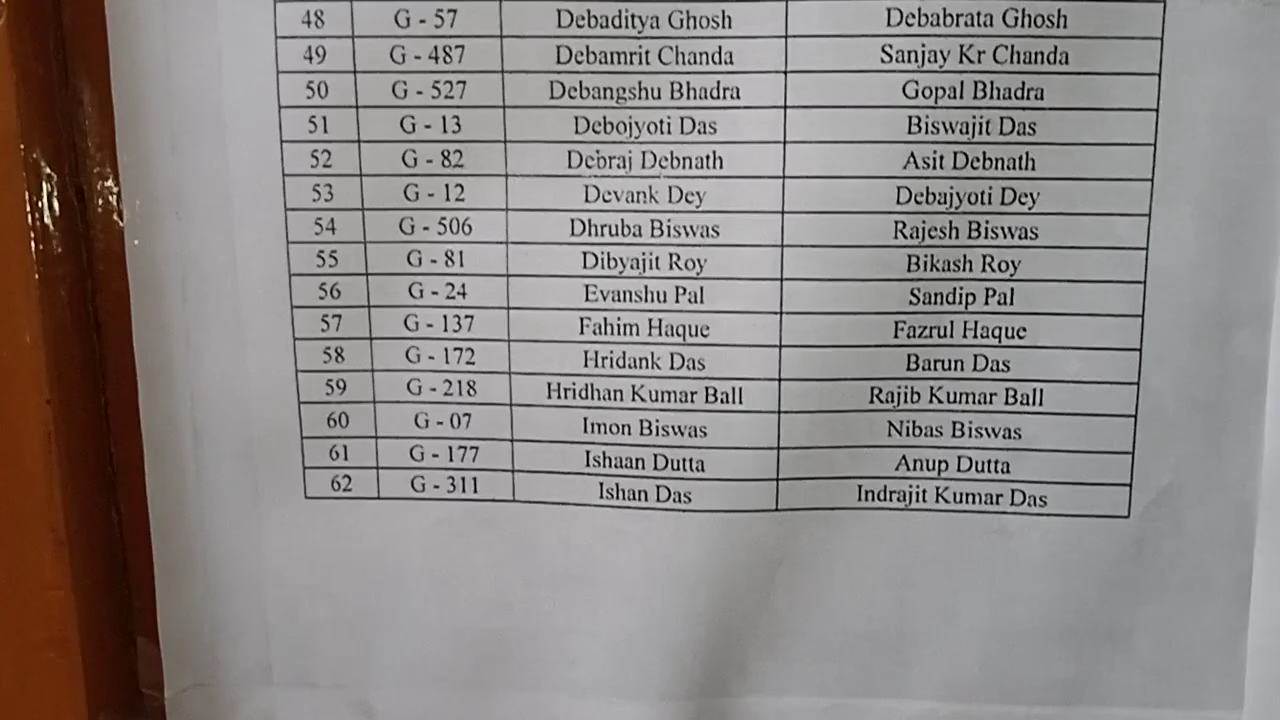 48 G - 57 Debaditya Ghosh Debabrata Ghosh
49 G - 487 Debamrit Chanda Sanjay Kr Chanda
50 G - 527 Debangshu Bhadra Gopal Bhadra
51 G - 13 Debojyoti Das Biswajit Das
52 G - 82 Debraj Debnath Asit Debnath
53 G - 12 Devank Dey Debajyoti Dey
54 G - 506 Dhruba Biswas Rajesh Biswas
55 G - 81 Dibyajit Roy Bikash Roy
56 G - 24 Evanshu Pal Sandip Pal
57 G - 137 Fahim Haque Fazrul Haque
58 G - 172 Hridank Das Barun Das
59 G - 218 Hridhan Kumar Ball Rajib Kumar Ball
60 G - 07 Imon Biswas Nibas Biswas
61 G - 177 Ishaan Dutta Anup Dutta
62 G - 311 Ishan Das Indrajit Kumar Das